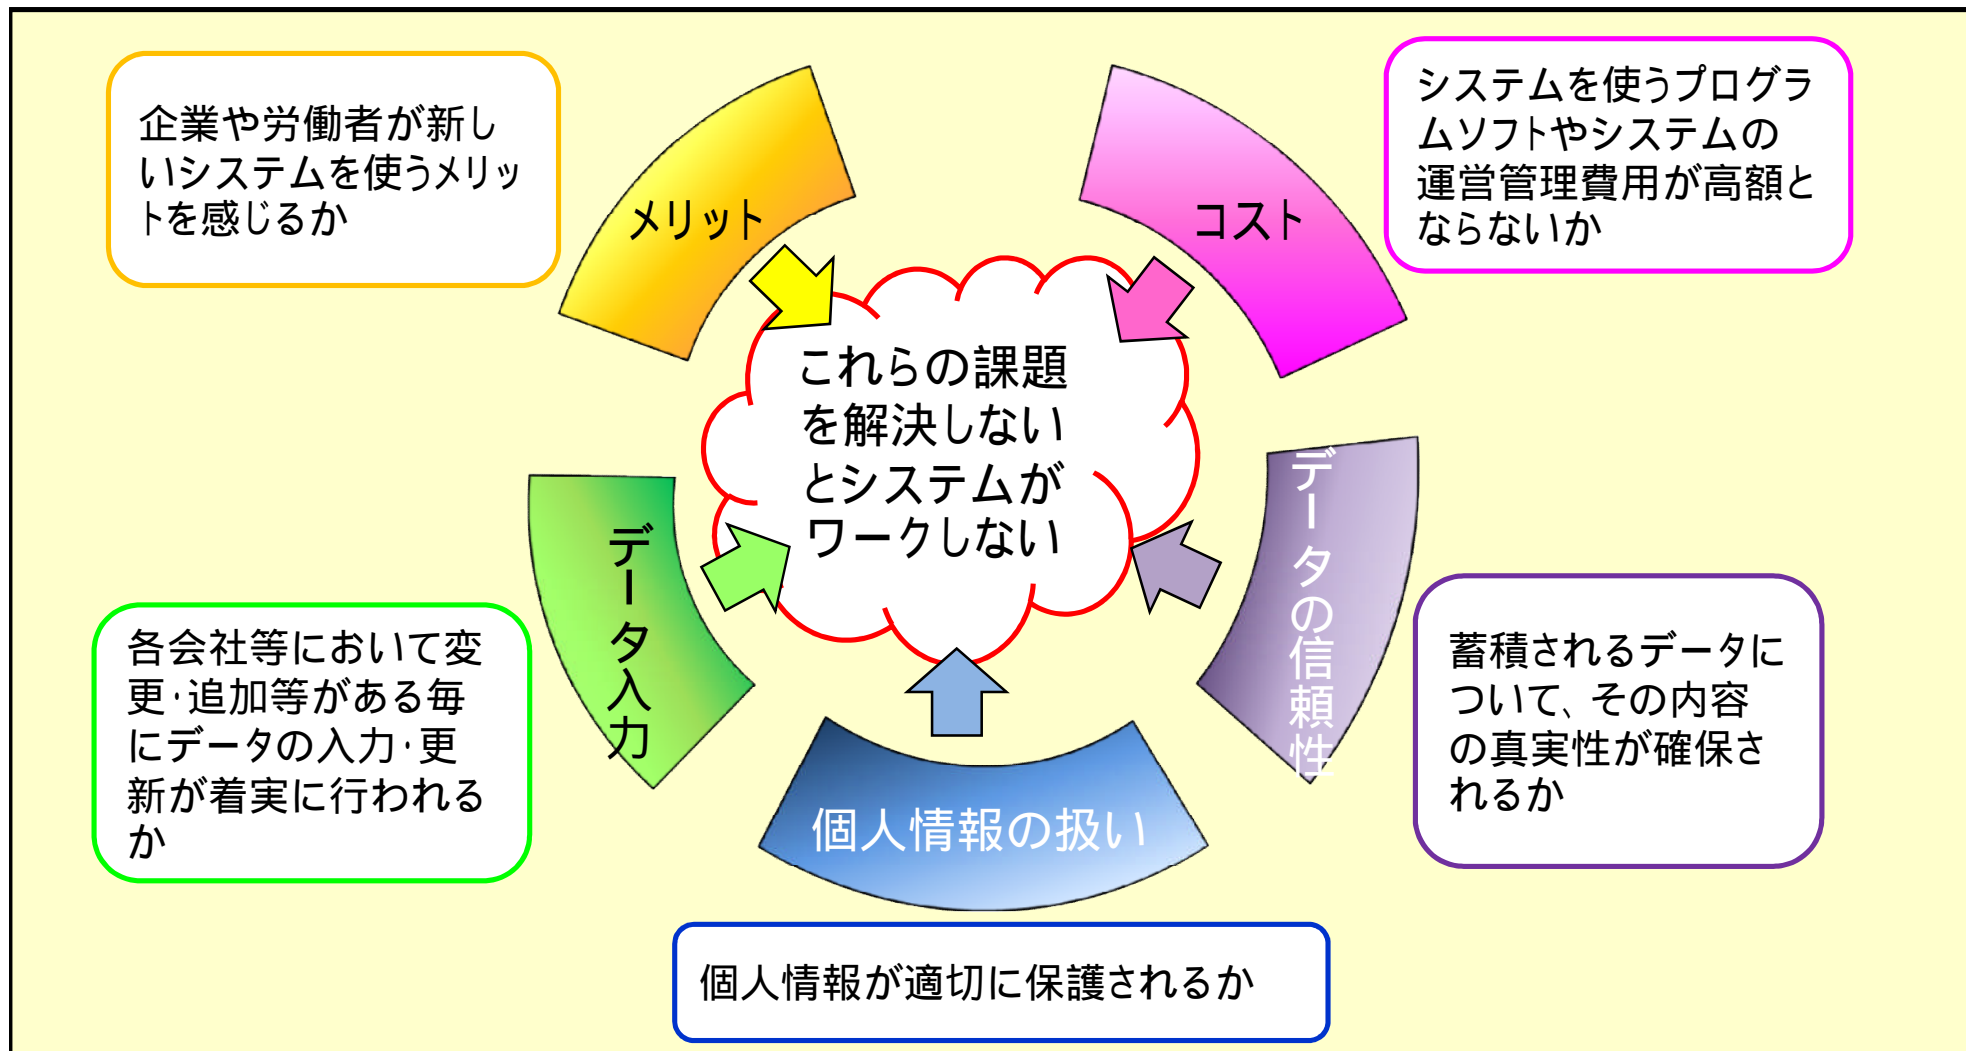 企業や労働者が新し
いシステムを使うメリッ
トを感じるか
メリット
コスト
システムを使うプログラ
ムソフトやシステムの
運営管理費用が高額と
ならないか
これらの課題
を解決しない
とシステムが
ワークしない
データ入力
データの信頼性
各会社等において変
更・追加等がある毎
にデータの入力・更
新が着実に行われる
か
蓄積されるデータに
ついて、その内容
の真実性が確保さ
れるか
個人情報の扱い
個人情報が適切に保護されるか